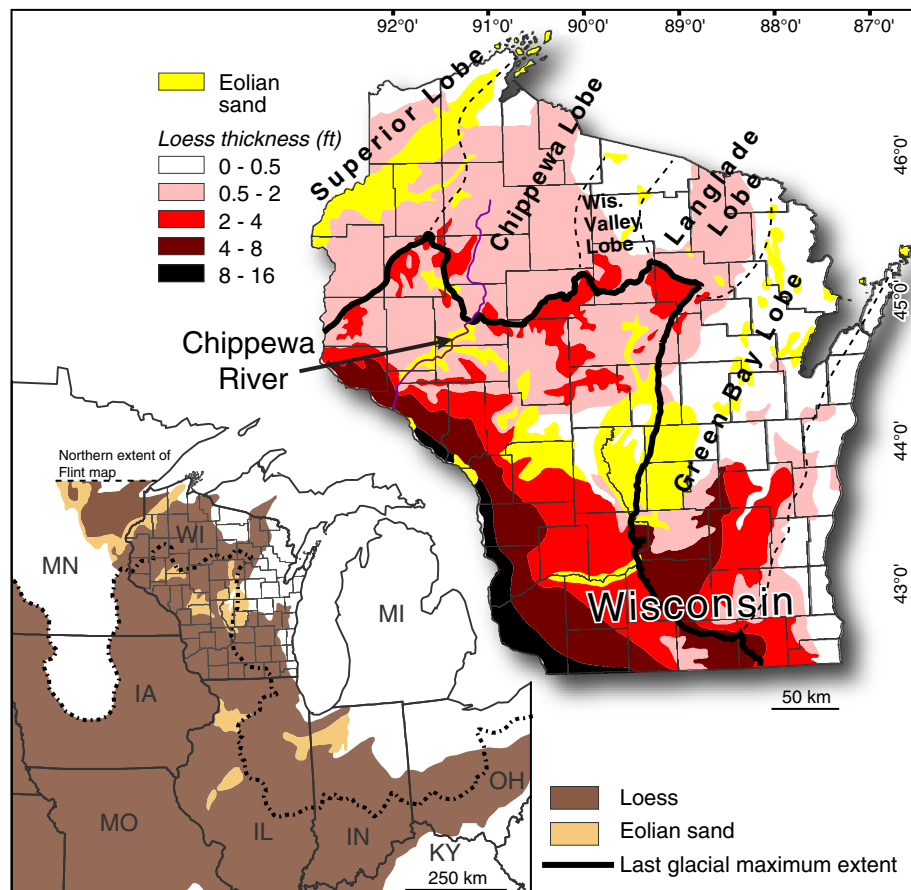 92°0'
91°0'
90°0'
89°0'
88°0'
87°0'
Eolian
sand
Loess thickness (ft)
0 - 0.5
0.5 - 2
2 - 4
4 - 8
8 - 16
Superior Lobe
Chippewa Lobe
Wis.
Valley
Lobe
Langlade
Lobe
Green Bay Lobe
46°0'
45°0'
44°0'
43°0'
Chippewa
River
Wisconsin
50 km
Northern extent of
Flint map
MN
WI
MI
IA
MO
IL
IN
OH
KY
250 km
Loess
Eolian sand
Last glacial maximum extent